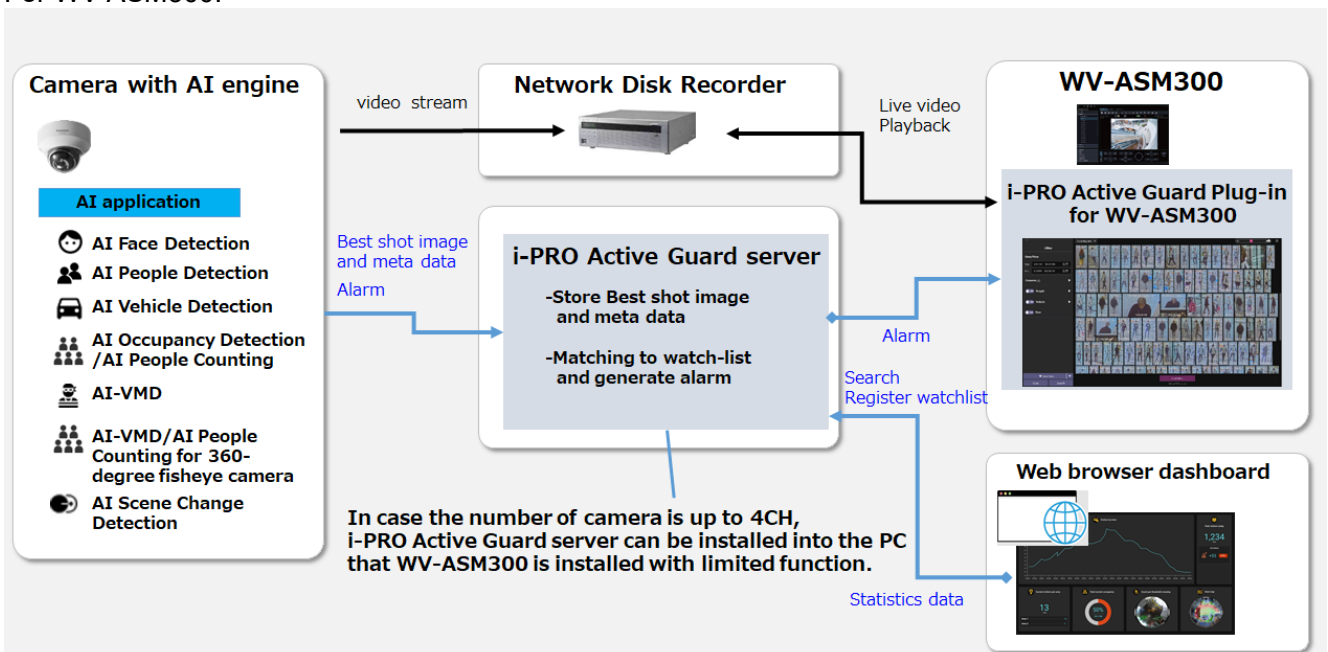 For WV-ASM300.
Camera with AI engine
AI application
AI Face Detection
AI People Detection
AI Vehicle Detection
AI Occupancy Detection
/AI People Counting
AI-VMD
AI-VMD/AI People
Counting for 360-
degree fisheye camera
AI Scene Change
Detection
video stream
Best shot image
and meta data
Alarm
Network Disk Recorder
i-PRO Active Guard server
-Store Best shot image
and meta data
-Matching to watch-list
and generate alarm
In case the number of camera is up to 4CH,
i-PRO Active Guard server can be installed into the PC
that WV-ASM300 is installed with limited function.
Live video
Playback
Alarm
Search
Register watchlist
Statistics data
WV-ASM300
i-PRO Active Guard Plug-in
for WV-ASM300
Web browser dashboard
1,234
13
50%